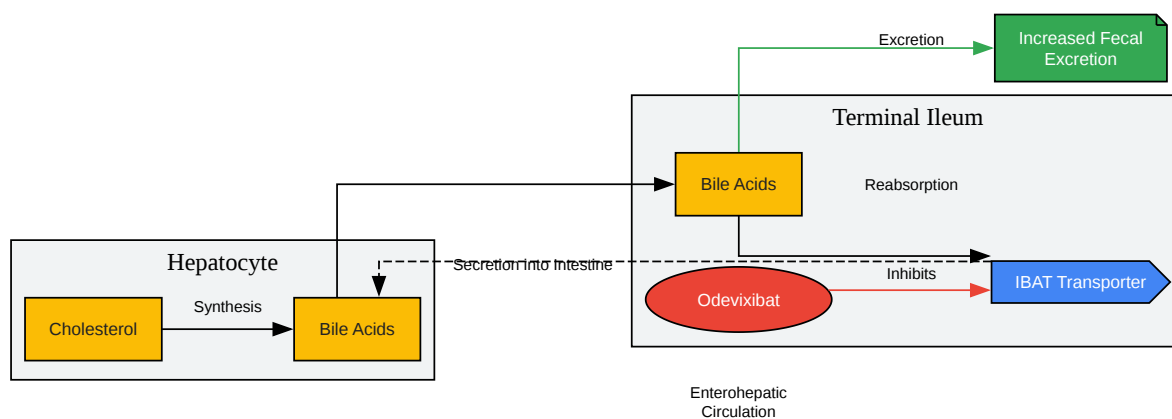 Excretion
Increased Fecal
Excretion
Terminal Ileum
Bile Acids
Reabsorption
Hepatocyte
Secretion into Intestine
Inhibits
IBAT Transporter
Odevixibat
Synthesis
Cholesterol
Bile Acids
Enterohepatic
Circulation